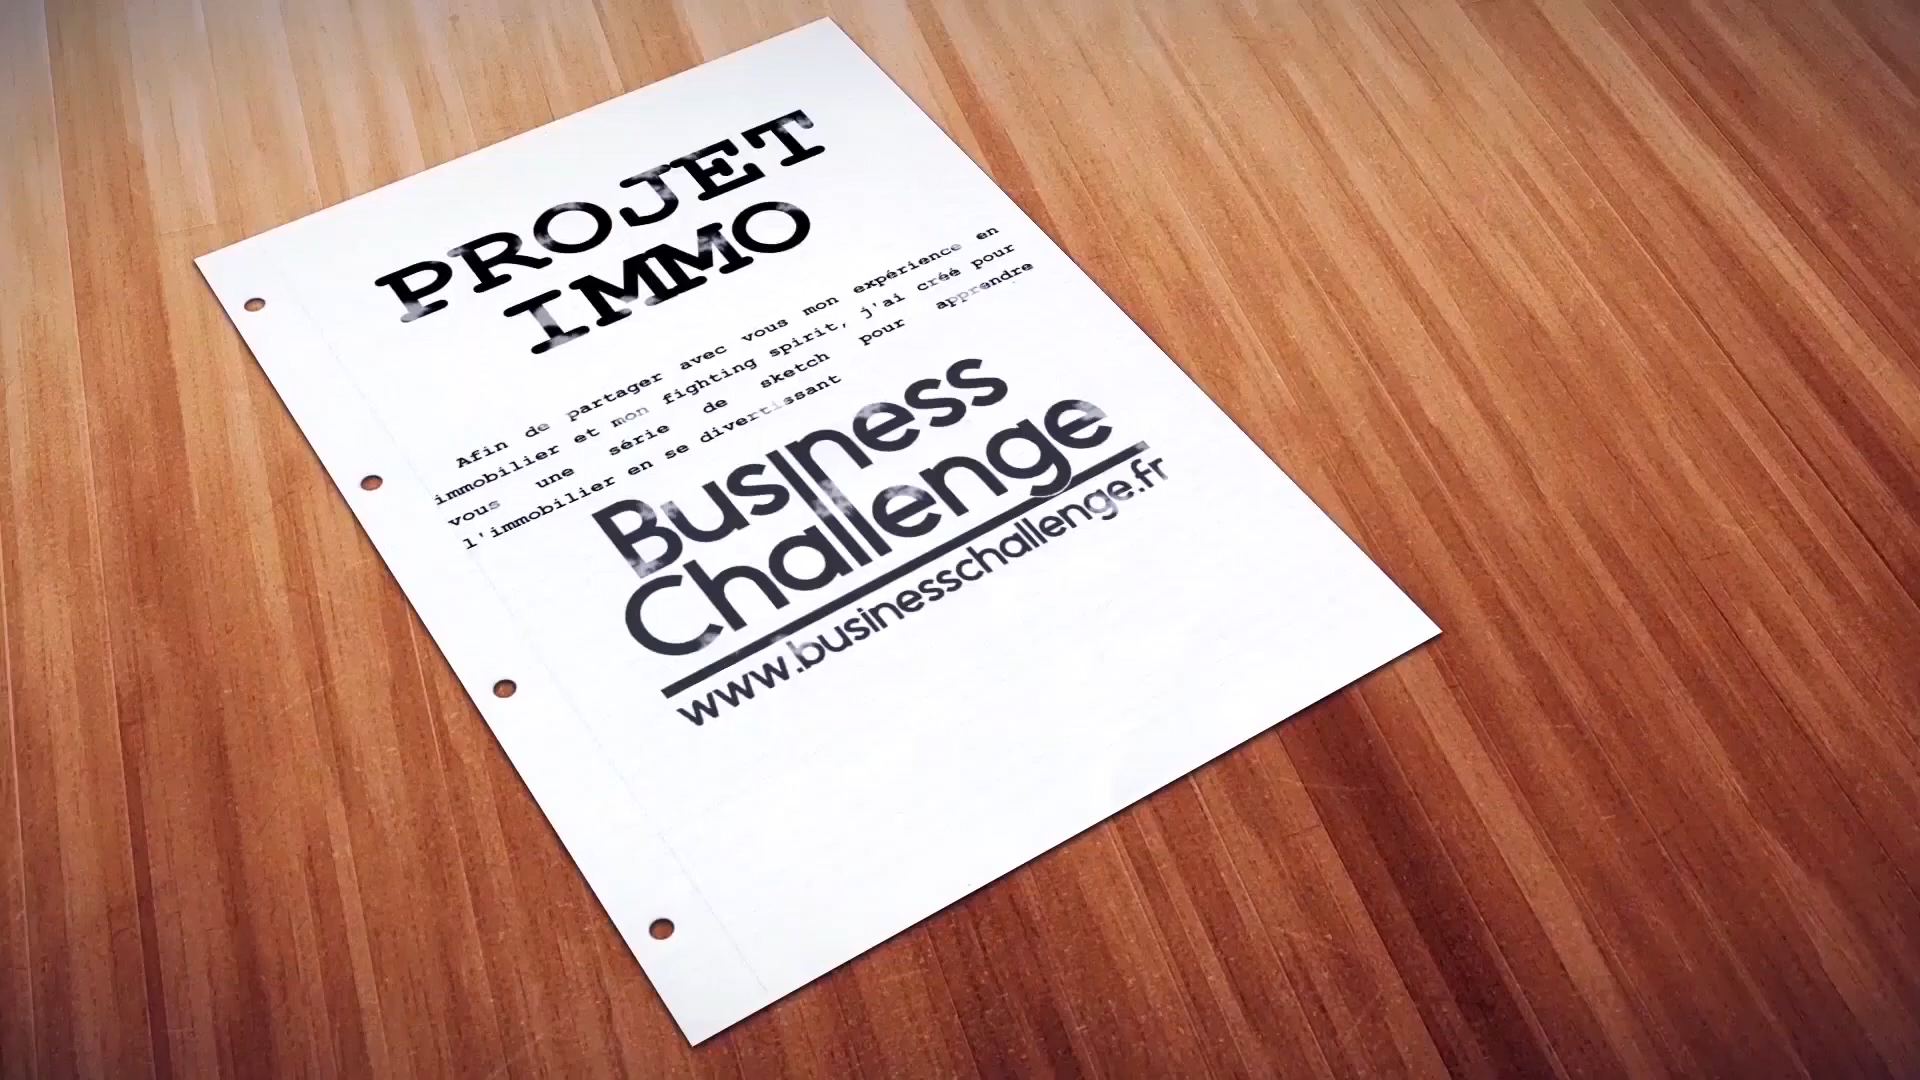 PROJET
IMMO
Afin de partager avec vous mon expérience en
immobilier et mon fighting spirit, j'ai créé pour
vous une série de sketch pour apprendre
l'immobilier en se divertissant
Business
Challenge
www.businesschallenge.fr